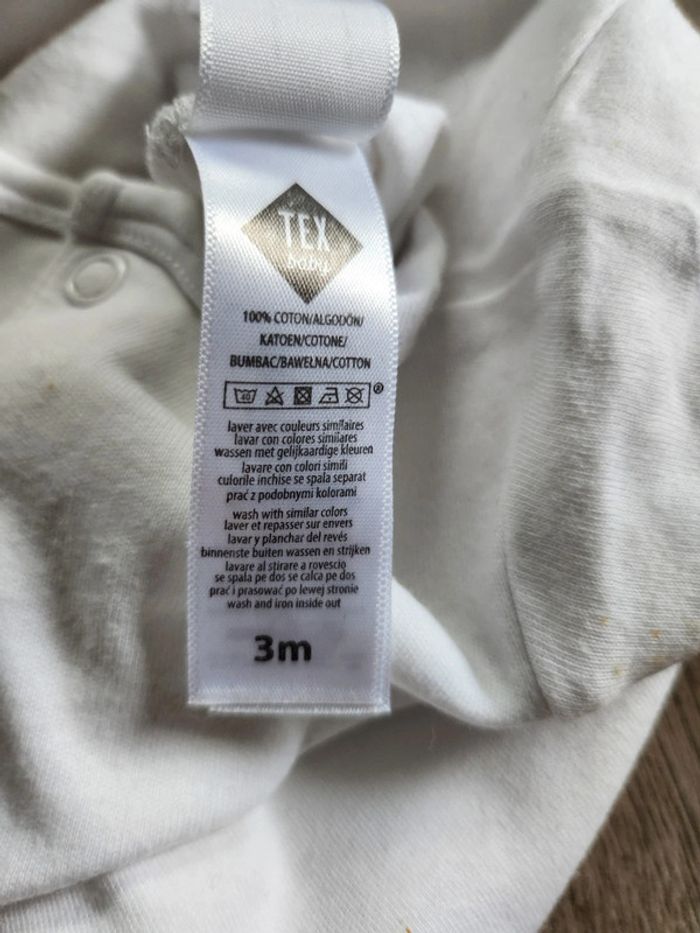 TEX
baby
100% COTON/ALGODÓN/
KATOEN/COTONE/
BUMBAC/BAWEŁNA/COTTON
40
®
laver avec couleurs similaires
lavar con colores similares
wassen met gelijkaardige kleuren
lavare con colori simili
culorile inchise se spala separat
prać z podobnymi kolorami
wash with similar colors
laver et repasser sur envers
lavar y planchar del revés
binnenste buiten wassen en strijken
lavare al stirare a rovescio
se spala pe dos se calca pe dos
prać i prasować po lewej stronie
wash and iron inside out
3m